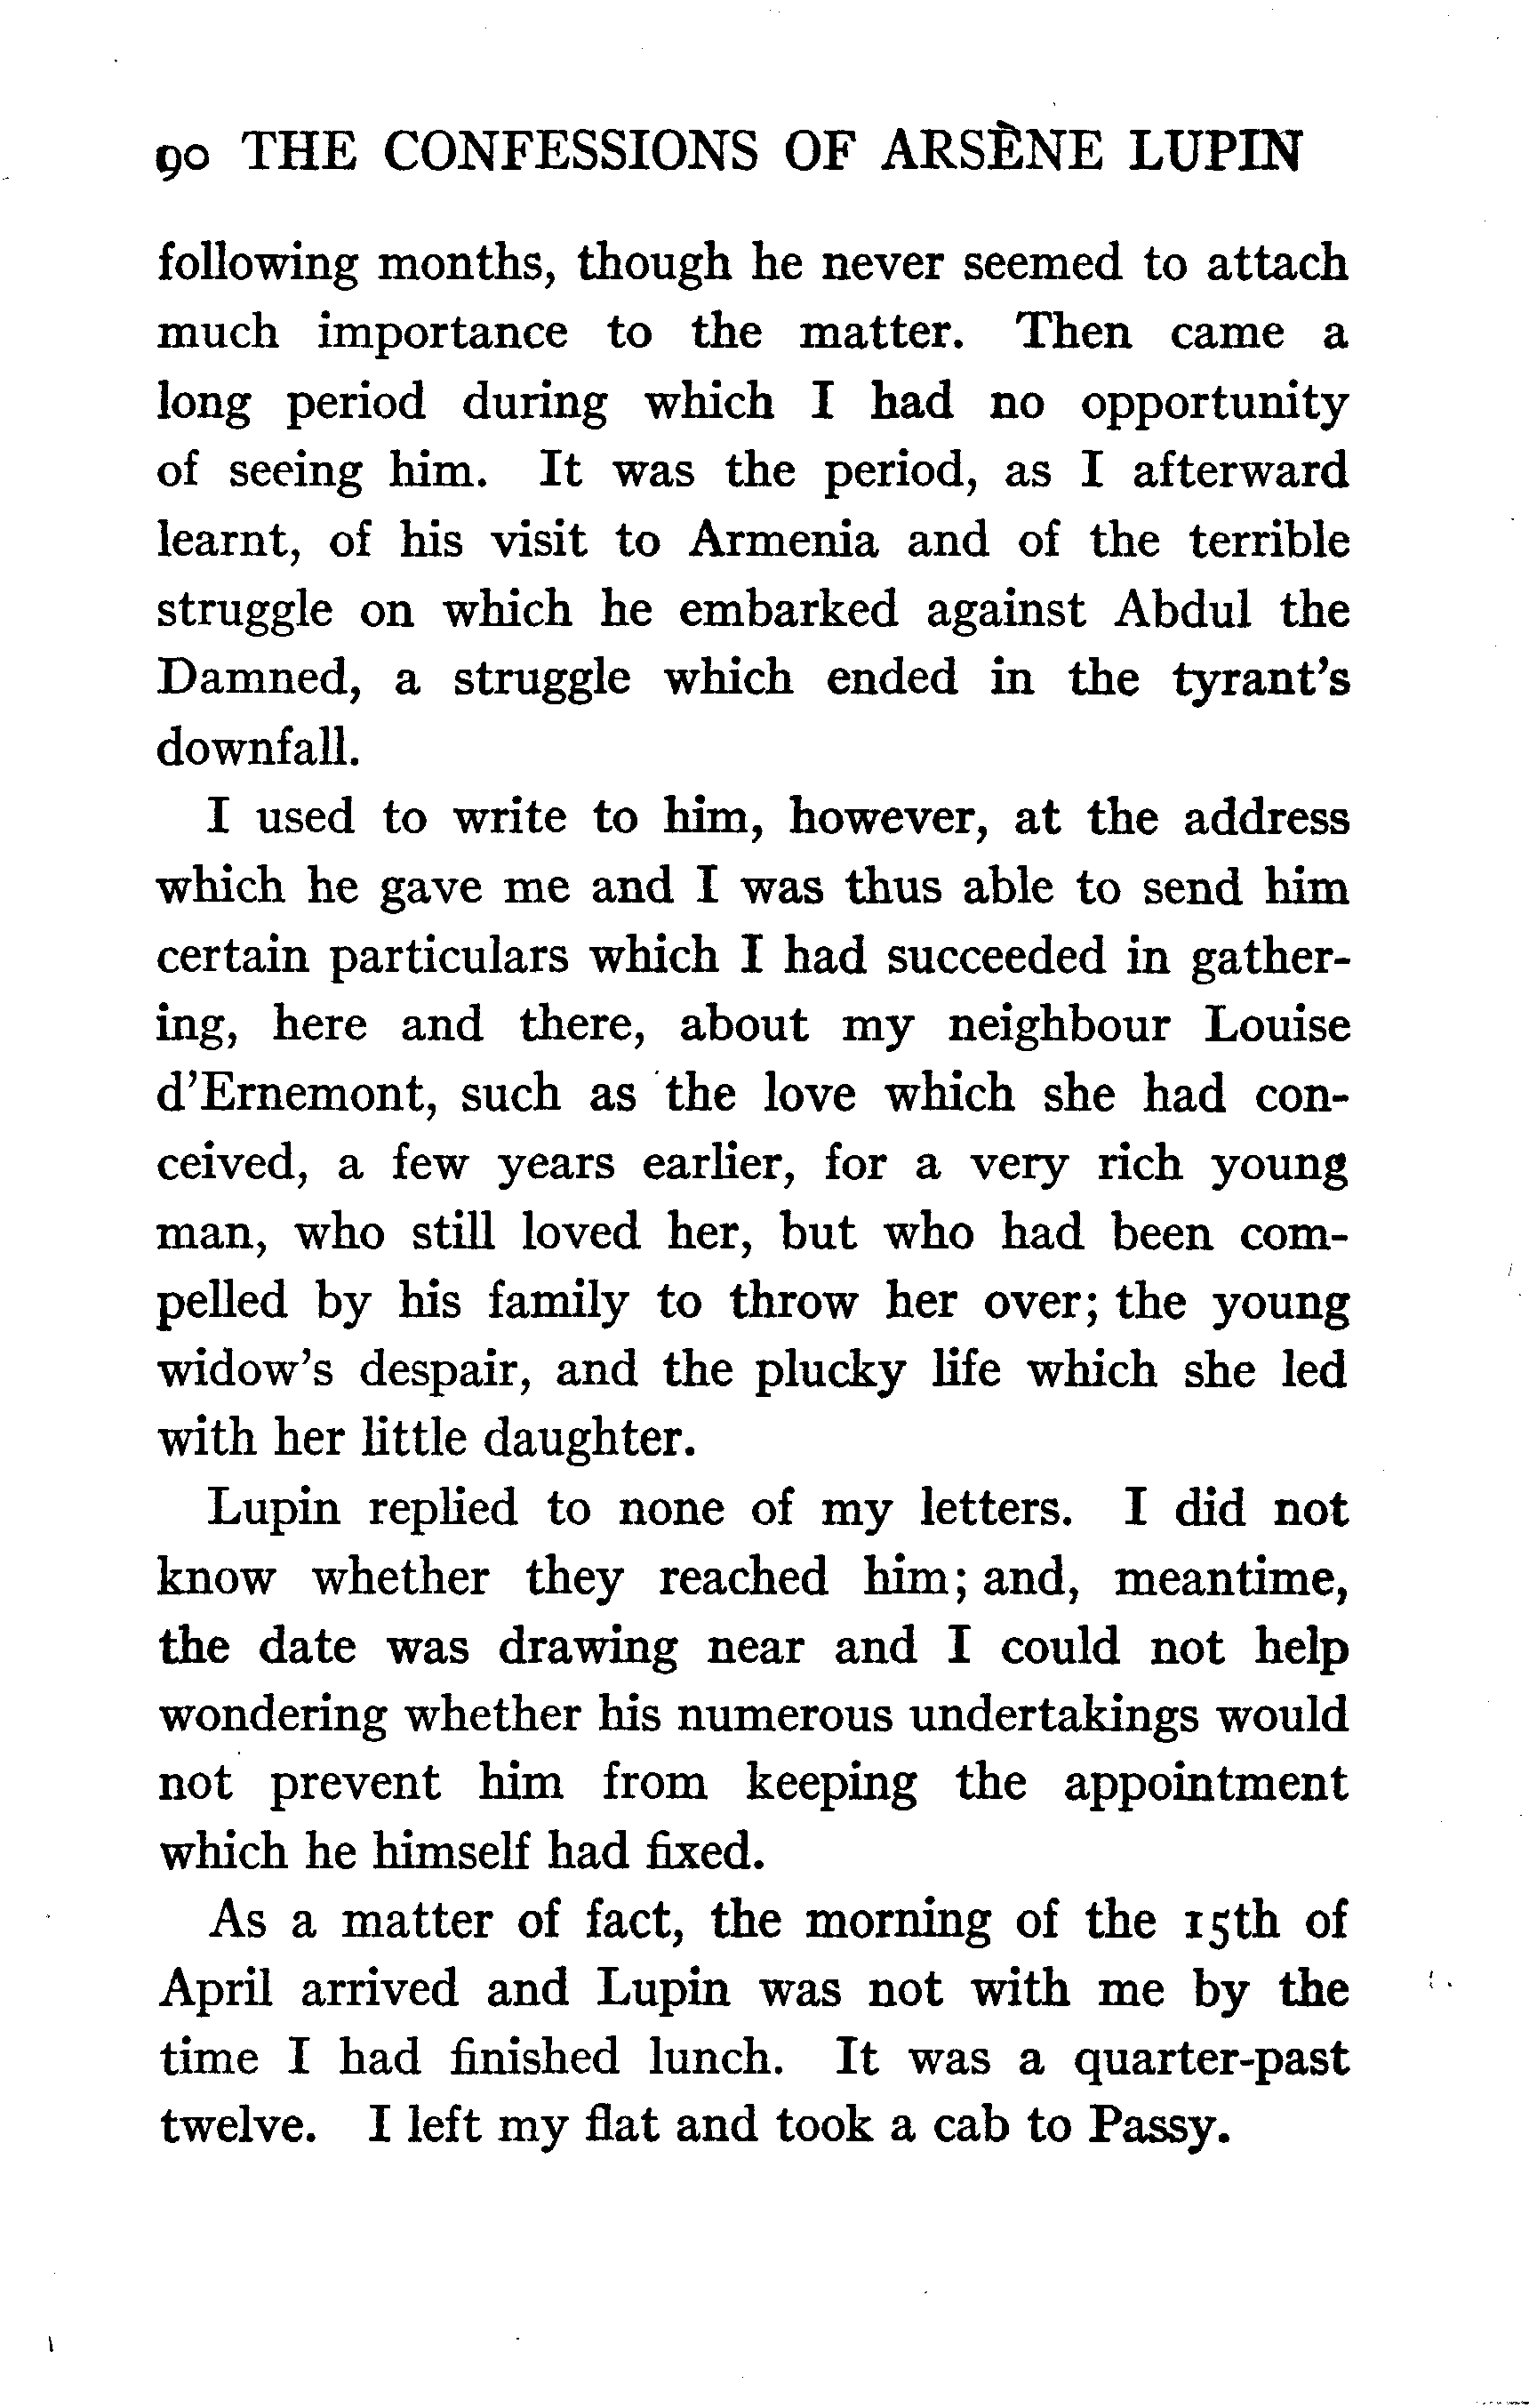 90 THE CONFESSIONS OF ARSÈNE LUPIN
following months, though he never seemed to attach
much importance to the matter. Then came a
long period during which I had no opportunity
of seeing him. It was the period, as I afterward
learnt, of his visit to Armenia and of the terrible
struggle on which he embarked against Abdul the
Damned, a struggle which ended in the tyrant's
downfall.
I used to write to him, however, at the address
which he gave me and I was thus able to send him
certain particulars which I had succeeded in gather-
ing, here and there, about my neighbour Louise
d'Ernemont, such as the love which she had con-
ceived, a few years earlier, for a very rich young
man, who still loved her, but who had been com-
pelled by his family to throw her over; the young
widow's despair, and the plucky life which she led
with her little daughter.
Lupin replied to none of my letters. I did not
know whether they reached him; and, meantime,
the date was drawing near and I could not help
wondering whether his numerous undertakings would
not prevent him from keeping the appointment
which he himself had fixed.
As a matter of fact, the morning of the 15th of
April arrived and Lupin was not with me by the
time I had finished lunch. It was a quarter-past
twelve. I left my flat and took a cab to Passy.